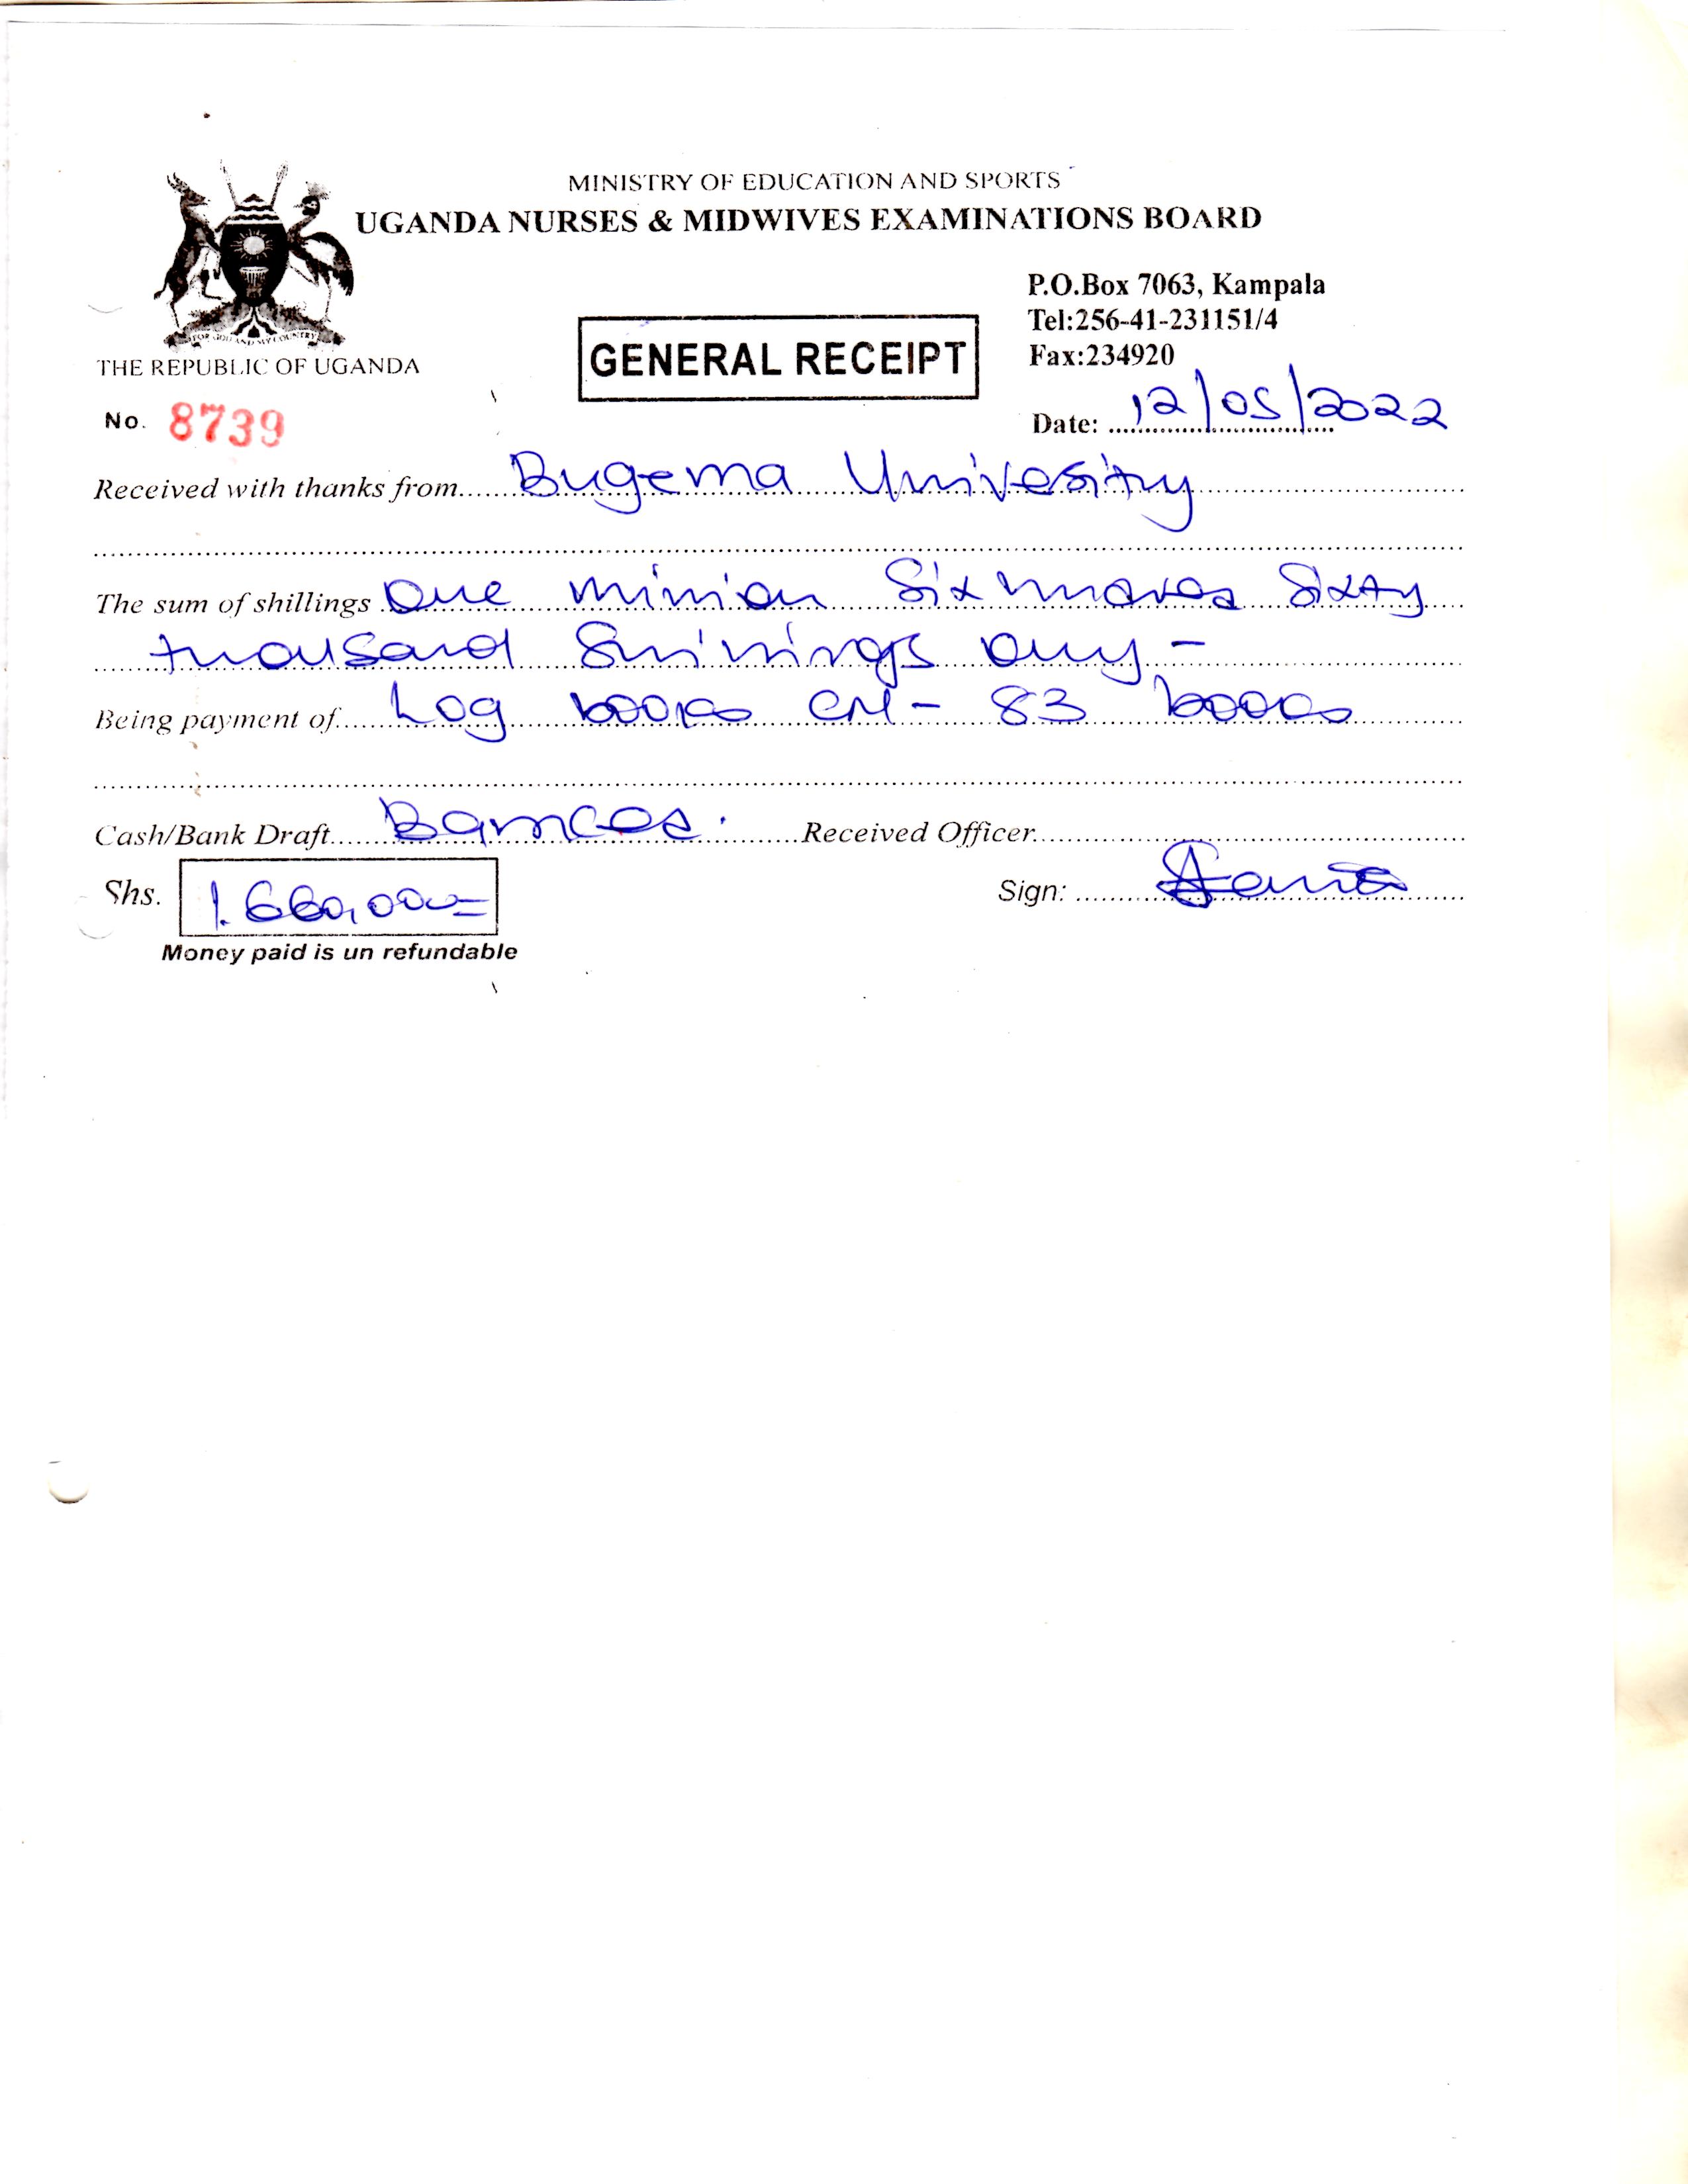 MINISTRY OF EDUCATION AND SPORTS
UGANDA NURSES & MIDWIVES EXAMINATIONS BOARD
P.O.Box 7063, Kampala
Tel:256-41-231151/4
Fax:234920
FOR GOD AND MY COUNTRY
THE REPUBLIC OF UGANDA
GENERAL RECEIPT
No. 8739
Date: 12/05/2022
Received with thanks from Bugema University
The sum of shillings One million Six hundred Sixty
thousand Shillings only -
Being payment of Log books CM - 83 books
Cash/Bank Draft Received Officer
Shs. 1.660,000=
Sign:
Money paid is un refundable